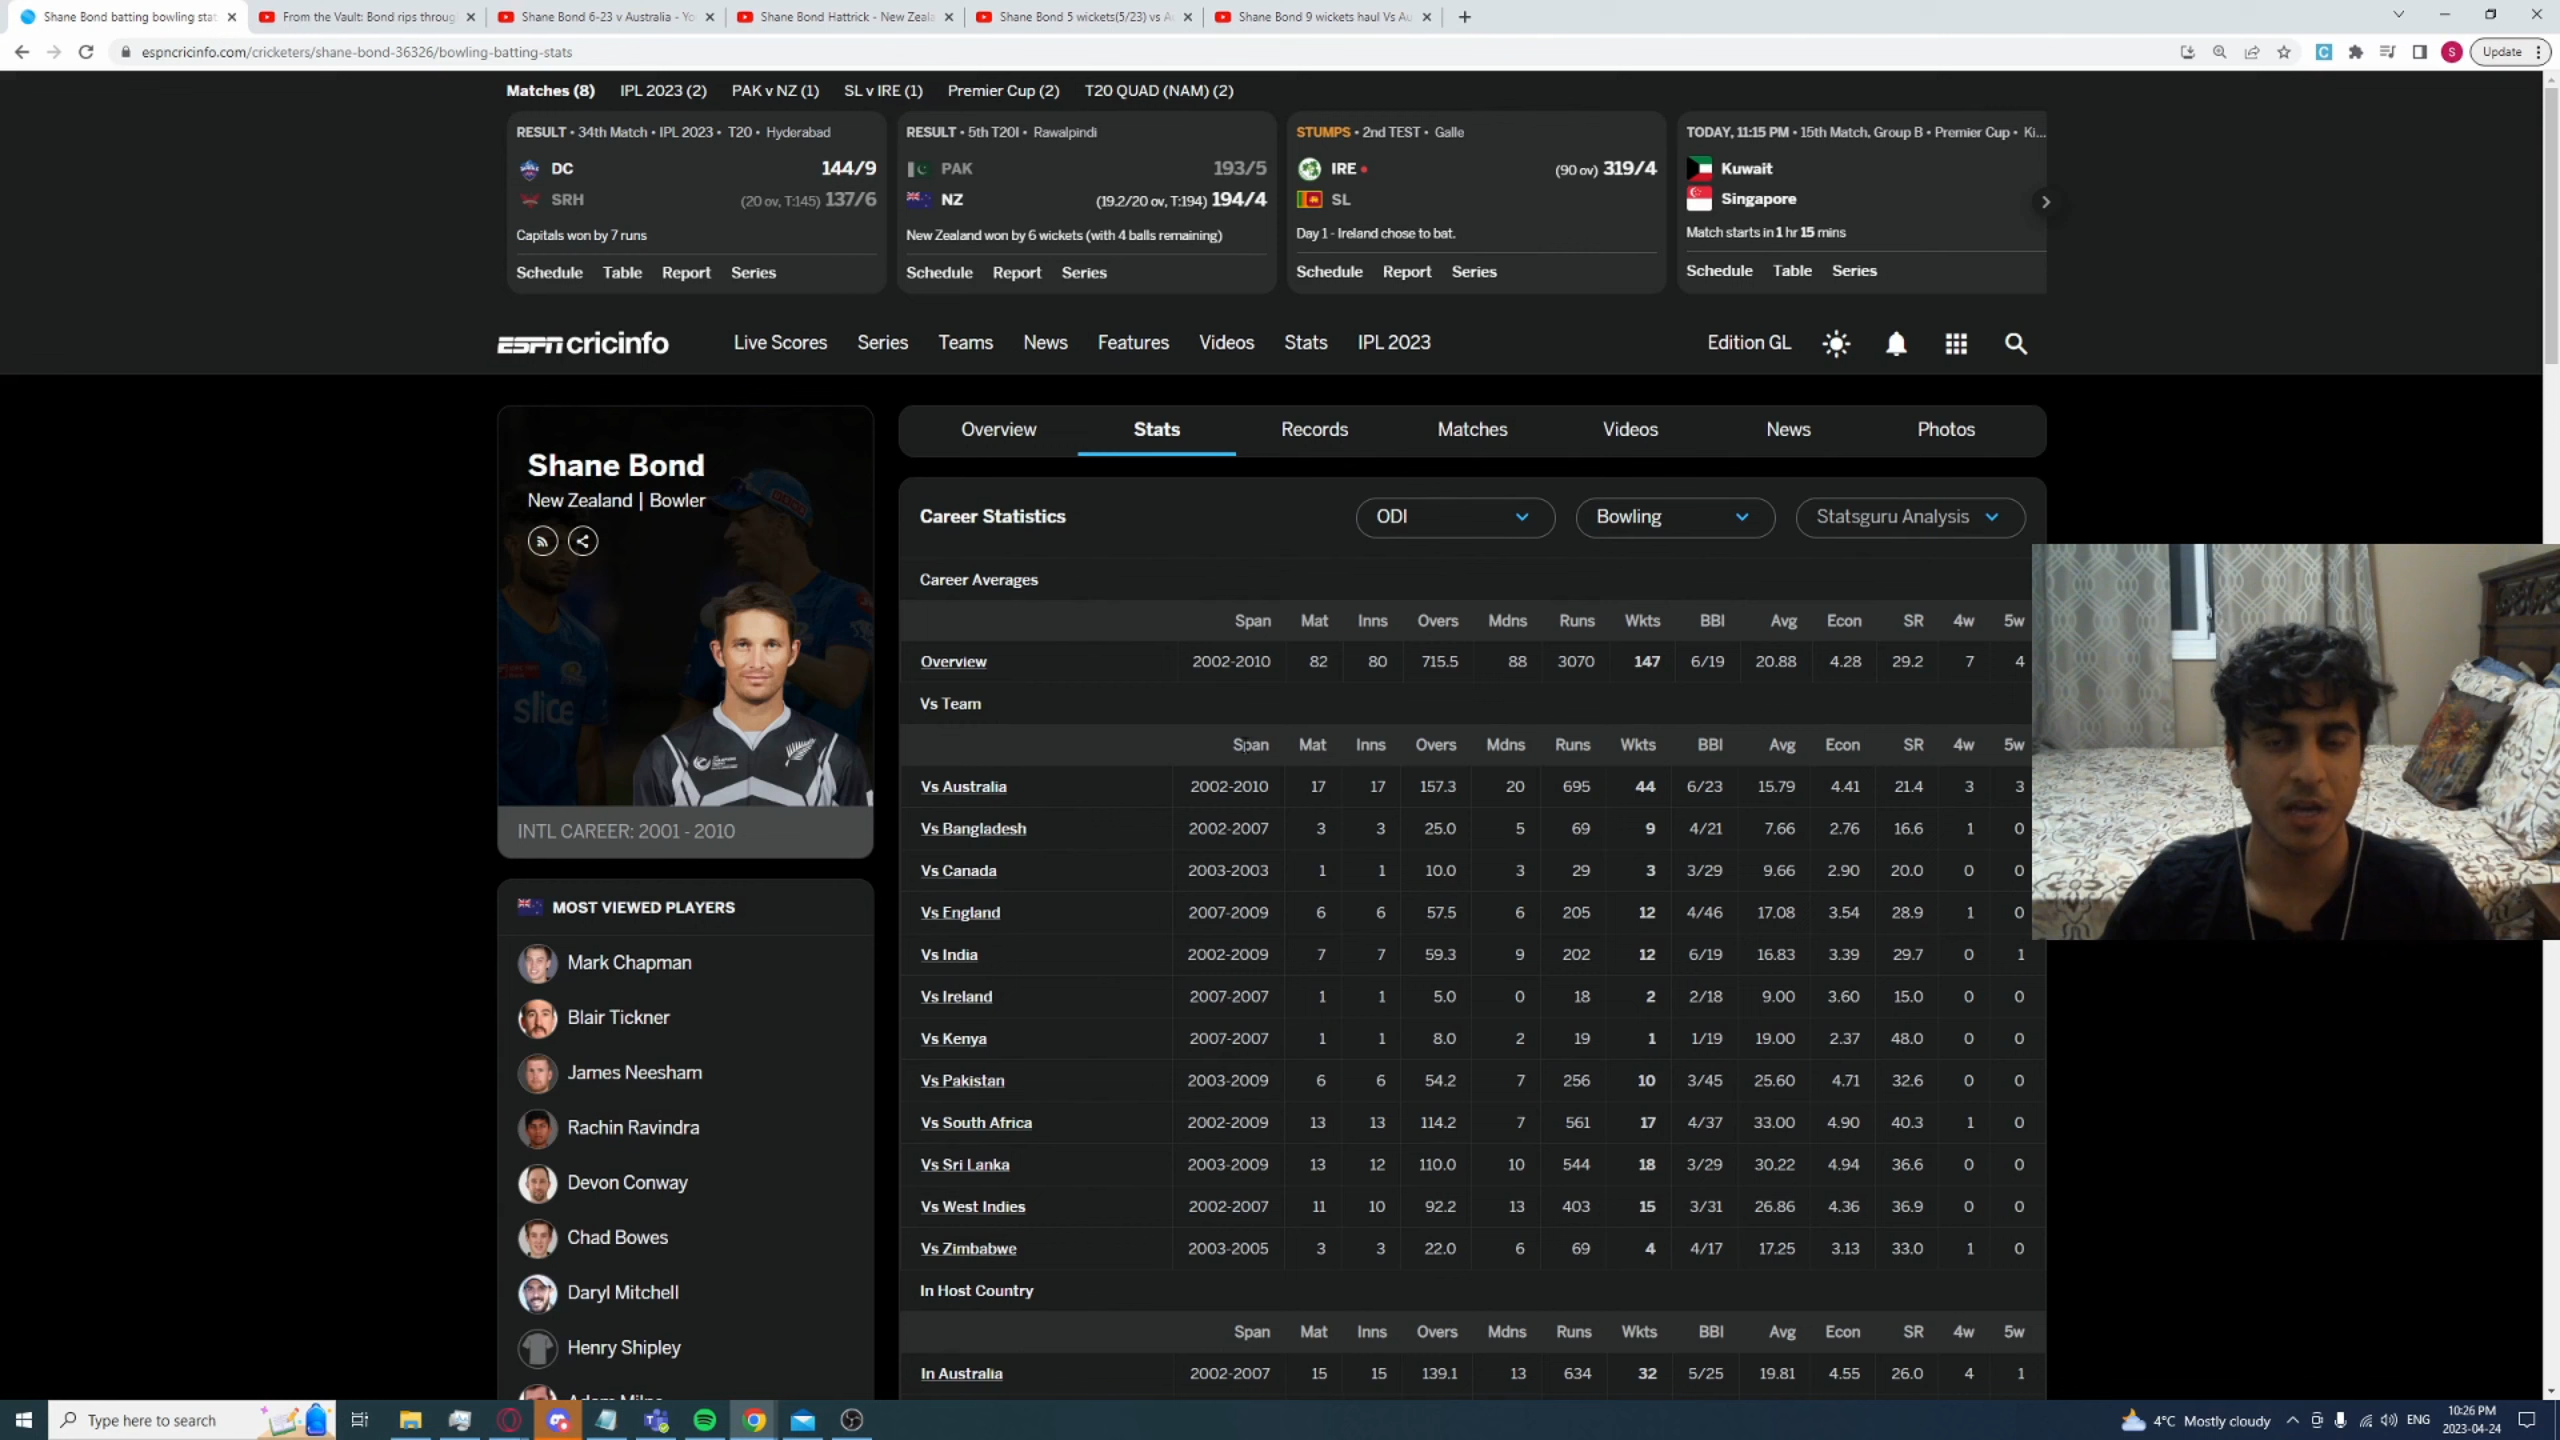 Shane Bond batting bowling stat
From the Vault: Bond rips throug
Shane Bond 6-23 v Australia - Yo
Shane Bond Hattrick - New Zeala
Shane Bond 5 wickets(5/23) vs A
Shane Bond 9 wickets haul Vs Au
espncricinfo.com/cricketers/shane-bond-36326/bowling-batting-stats
S
Update
Matches (8) IPL 2023 (2) PAK v NZ (1) SL v IRE (1) Premier Cup (2) T20 QUAD (NAM) (2)
RESULT • 34th Match • IPL 2023 • T20 • Hyderabad
DC 144/9
SRH (20 ov, T:145) 137/6
Capitals won by 7 runs
Schedule Table Report Series
RESULT • 5th T20I • Rawalpindi
PAK 193/5
NZ (19.2/20 ov, T:194) 194/4
New Zealand won by 6 wickets (with 4 balls remaining)
Schedule Report Series
STUMPS • 2nd TEST • Galle
IRE • (90 ov) 319/4
SL
Day 1 - Ireland chose to bat.
Schedule Report Series
TODAY, 11:15 PM • 15th Match, Group B • Premier Cup • Ki...
Kuwait
Singapore
Match starts in 1 hr 15 mins
Schedule Table Series
ESPN cricinfo Live Scores Series Teams News Features Videos Stats IPL 2023 Edition GL
Overview Stats Records Matches Videos News Photos
Shane Bond
New Zealand | Bowler
slice
INTL CAREER: 2001 - 2010
MOST VIEWED PLAYERS
Mark Chapman
Blair Tickner
James Neesham
Rachin Ravindra
Devon Conway
Chad Bowes
Daryl Mitchell
Henry Shipley
Career Statistics ODI Bowling Statsguru Analysis
Career Averages
Span Mat Inns Overs Mdns Runs Wkts BBI Avg Econ SR 4w 5w
Overview 2002-2010 82 80 715.5 88 3070 147 6/19 20.88 4.28 29.2 7 4
Vs Team
Span Mat Inns Overs Mdns Runs Wkts BBI Avg Econ SR 4w 5w
Vs Australia 2002-2010 17 17 157.3 20 695 44 6/23 15.79 4.41 21.4 3 3
Vs Bangladesh 2002-2007 3 3 25.0 5 69 9 4/21 7.66 2.76 16.6 1 0
Vs Canada 2003-2003 1 1 10.0 3 29 3 3/29 9.66 2.90 20.0 0 0
Vs England 2007-2009 6 6 57.5 6 205 12 4/46 17.08 3.54 28.9 1 0
Vs India 2002-2009 7 7 59.3 9 202 12 6/19 16.83 3.39 29.7 0 1
Vs Ireland 2007-2007 1 1 5.0 0 18 2 2/18 9.00 3.60 15.0 0 0
Vs Kenya 2007-2007 1 1 8.0 2 19 1 1/19 19.00 2.37 48.0 0 0
Vs Pakistan 2003-2009 6 6 54.2 7 256 10 3/45 25.60 4.71 32.6 0 0
Vs South Africa 2002-2009 13 13 114.2 7 561 17 4/37 33.00 4.90 40.3 1 0
Vs Sri Lanka 2003-2009 13 12 110.0 10 544 18 3/29 30.22 4.94 36.6 0 0
Vs West Indies 2002-2007 11 10 92.2 13 403 15 3/31 26.86 4.36 36.9 0 0
Vs Zimbabwe 2003-2005 3 3 22.0 6 69 4 4/17 17.25 3.13 33.0 1 0
In Host Country
Span Mat Inns Overs Mdns Runs Wkts BBI Avg Econ SR 4w 5w
In Australia 2002-2007 15 15 139.1 13 634 32 5/25 19.81 4.55 26.0 4 1
Type here to search
4°C Mostly cloudy
ENG
10:26 PM
2023-04-24